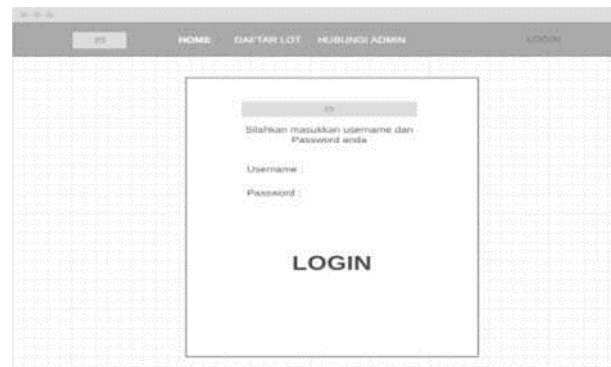 HOME DAFTAR LOT HUBUNGI ADMIN LOGIN
Silahkan masukkan username dan
Password anda
Username :
Password :
LOGIN